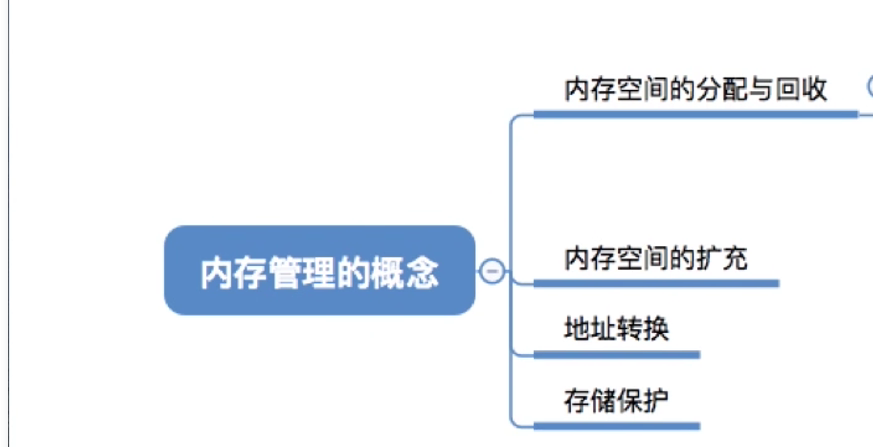 内存空间的分配与回收
内存管理的概念
内存空间的扩充
地址转换
存储保护